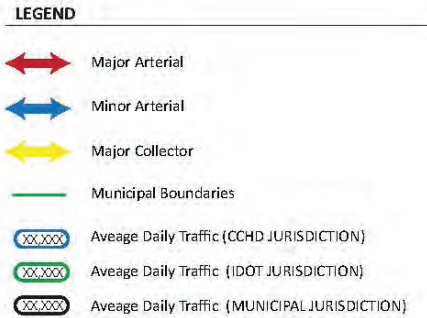 LEGEND
Major Arterial
Minor Arterial
Major Collector
Municipal Boundaries
XX,XXX Aveage Daily Traffic (CCHD JURISDICTION)
XX,XXX Aveage Daily Traffic (IDOT JURISDICTION)
XX,XXX Aveage Daily Traffic (MUNICIPAL JURISDICTION)